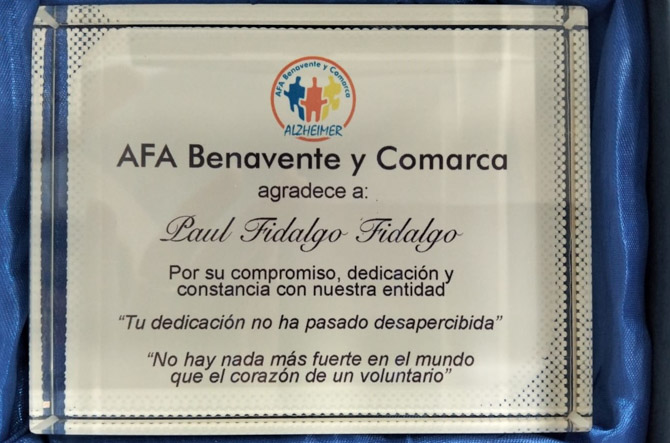 AFA Benavente y Comarca
ALZHEIMER
AFA Benavente y Comarca
agradece a:
Paul Fidalgo Fidalgo
Por su compromiso, dedicación y
constancia con nuestra entidad
“Tu dedicación no ha pasado desapercibida”
“No hay nada más fuerte en el mundo
que el corazón de un voluntario”